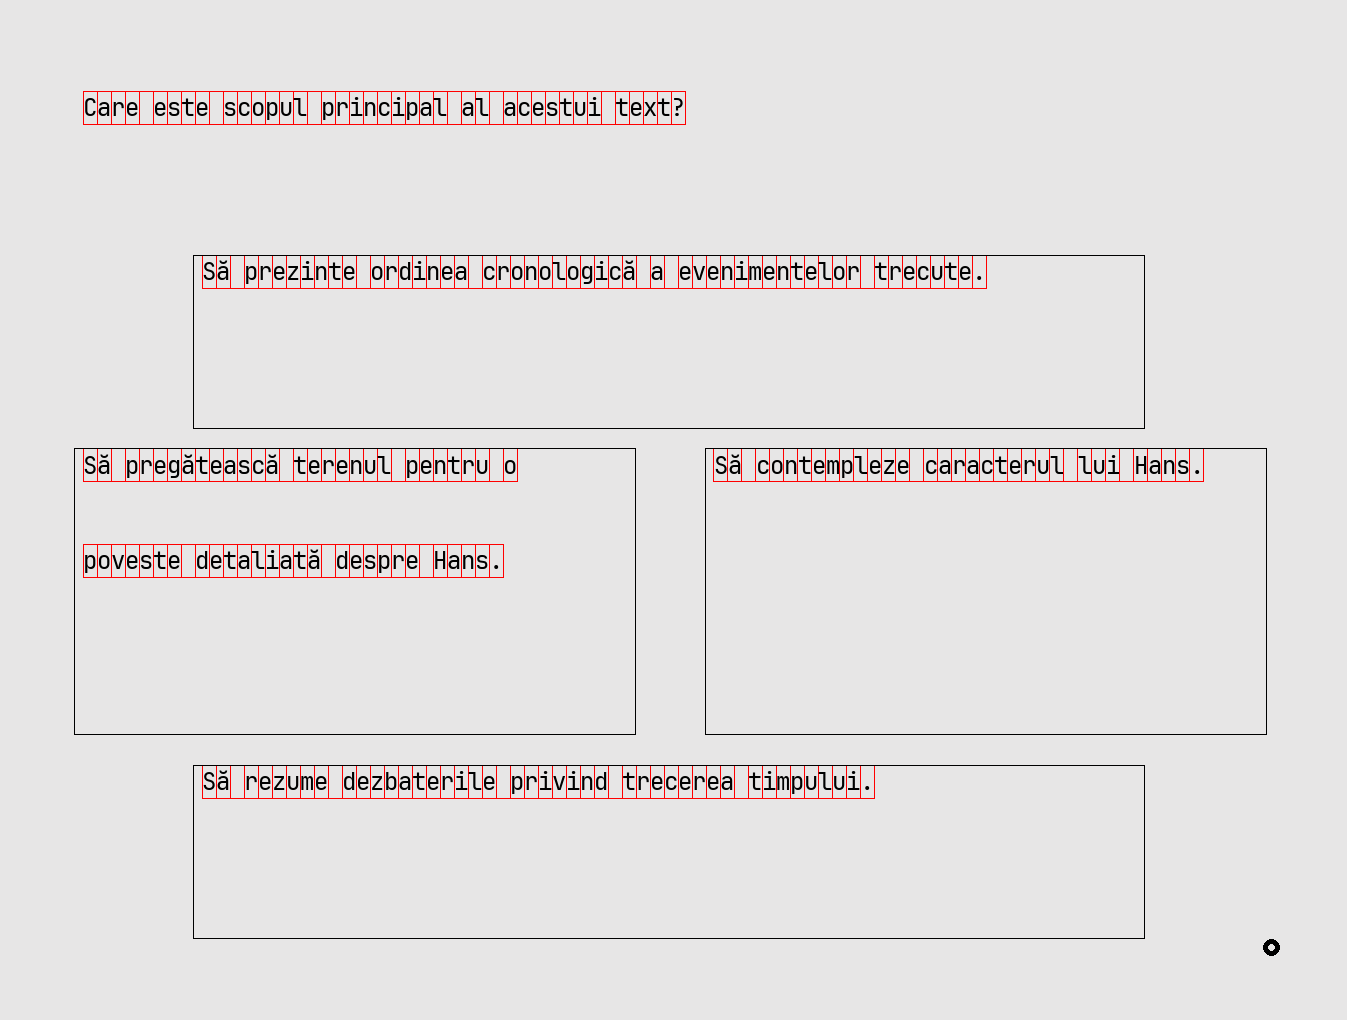 Care este scopul principal al acestui text?
Să prezinte ordinea cronologică a evenimentelor trecute.
Să pregătească terenul pentru o
poveste detaliată despre Hans.
Să contempleze caracterul lui Hans.
Să rezume dezbaterile privind trecerea timpului.